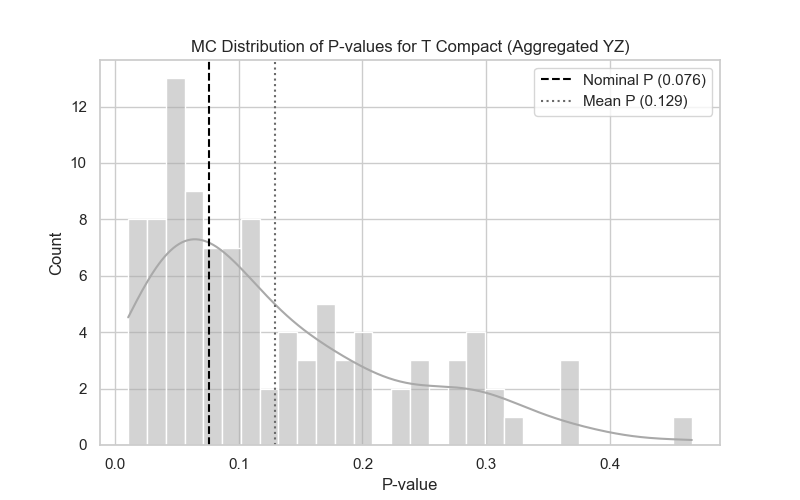 MC Distribution of P-values for T Compact (Aggregated YZ)
Nominal P (0.076)
Mean P (0.129)
Count
12
10
8
6
4
2
0
0.0 0.1 0.2 0.3 0.4
P-value